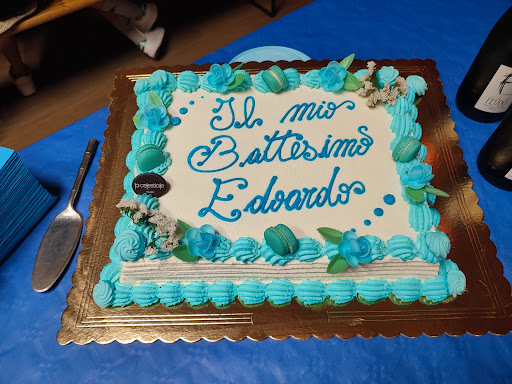 Il mio
Battesimo
Edoardo